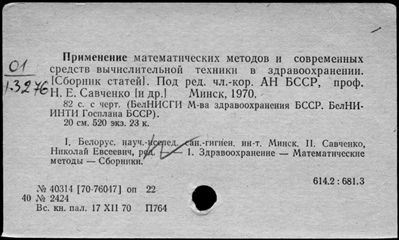 Применение математических методов и современных
средств вычислительной техники в здравоохранении.
[Сборник статей]. Под ред. чл.-кор. АН БССР, проф.
Н. Е. Савченко [и др.] Минск, 1970.
82 с. с черт. (БелНИСГИ М-ва здравоохранения БССР. БелНИ-
ИНТИ Госплана БССР).
20 см. 520 экз. 23 к.
I. Белорус. науч.-исслед. сан.-гигиен. ин-т. Минск. II. Савченко,
Николай Евсеевич, ред. — 1. Здравоохранение — Математические
методы — Сборники.
614.2 : 681.3
№ 40314 [70-76047] оп 22
40 № 2424
Вс. кн. пал. 17 XII 70 П764
01
1-3276